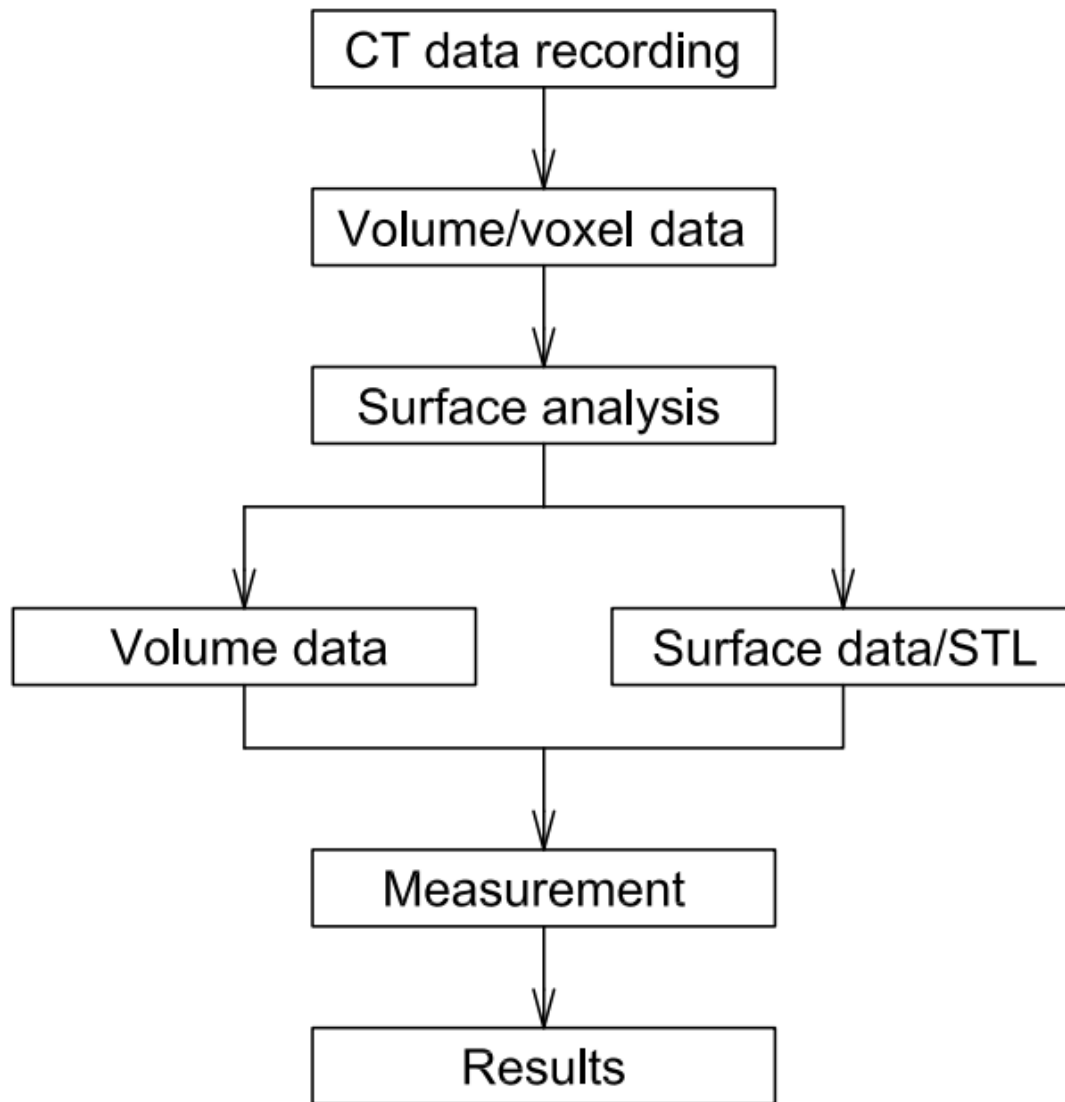 CT data recording
Volume/voxel data
Surface analysis
Volume data
Surface data/STL
Measurement
Results